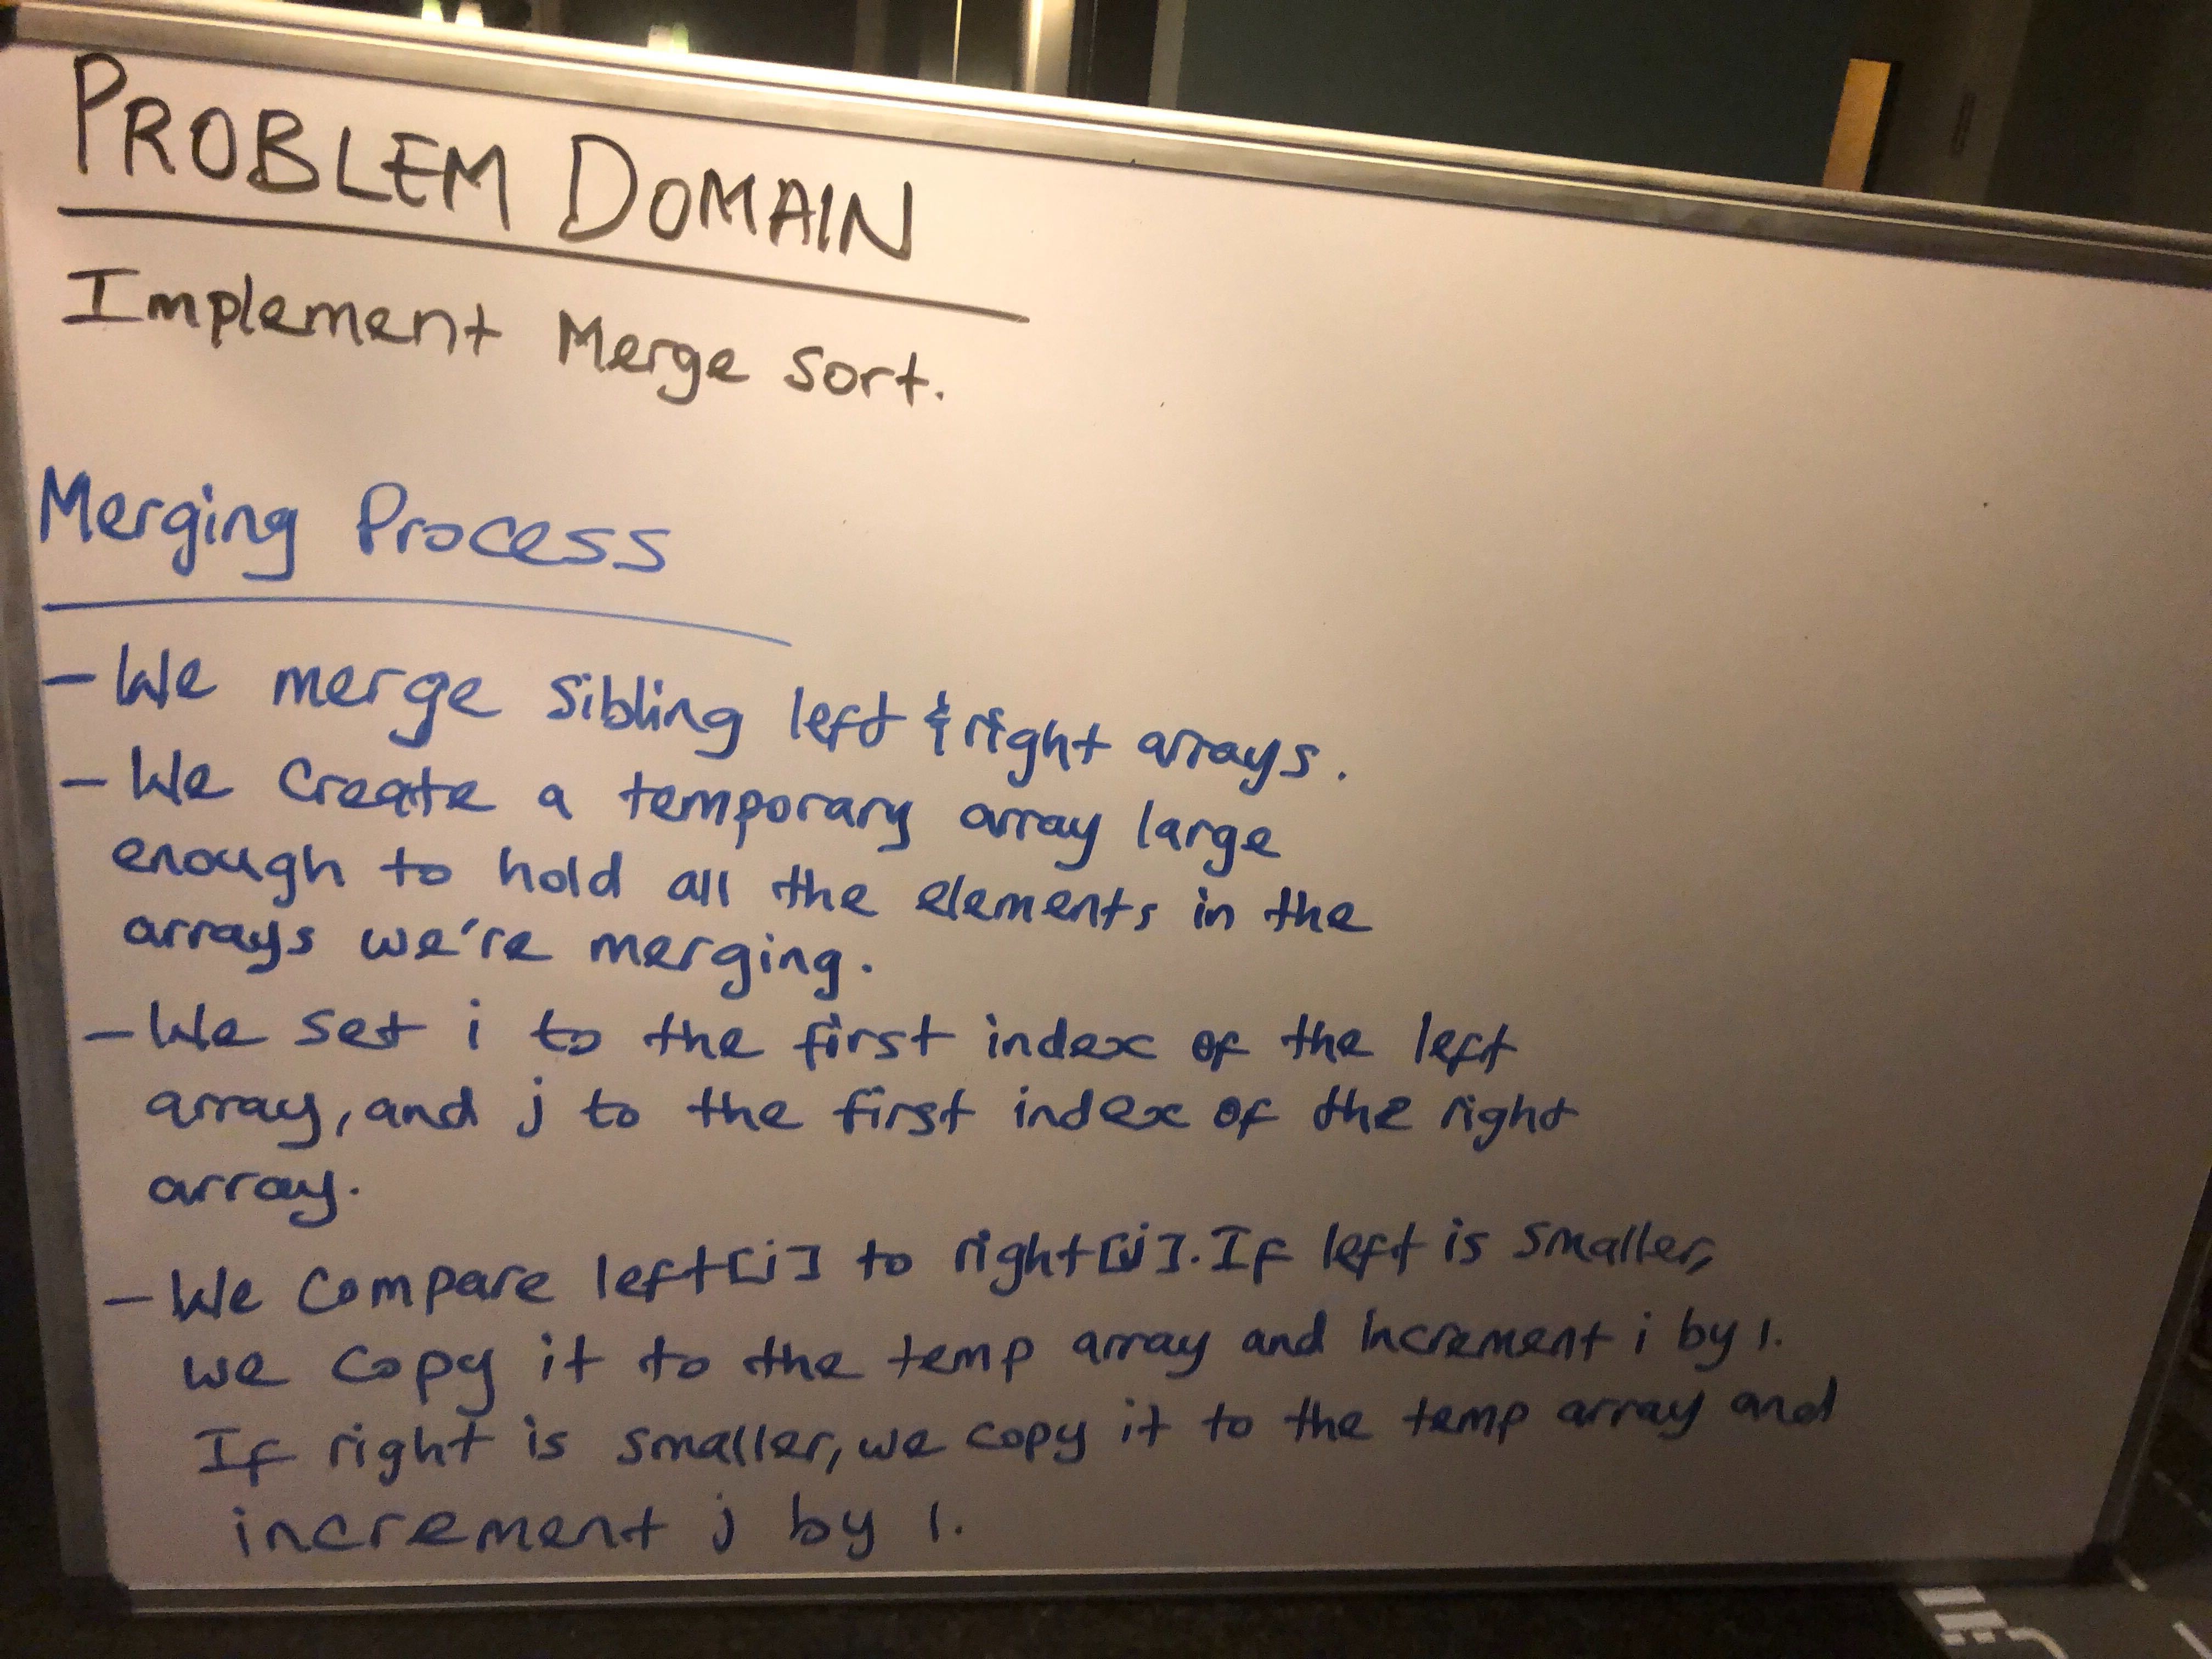 PROBLEM DOMAIN
Implement Merge Sort.
Merging Process
- We merge sibling left & right arrays.
- We create a temporary array large
enough to hold all the elements in the
arrays we're merging.
- We set i to the first index of the left
array, and j to the first index of the right
array.
- We compare left[i] to right[j]. If left is smaller,
we copy it to the temp array and increment i by 1.
If right is smaller, we copy it to the temp array and
increment j by 1.